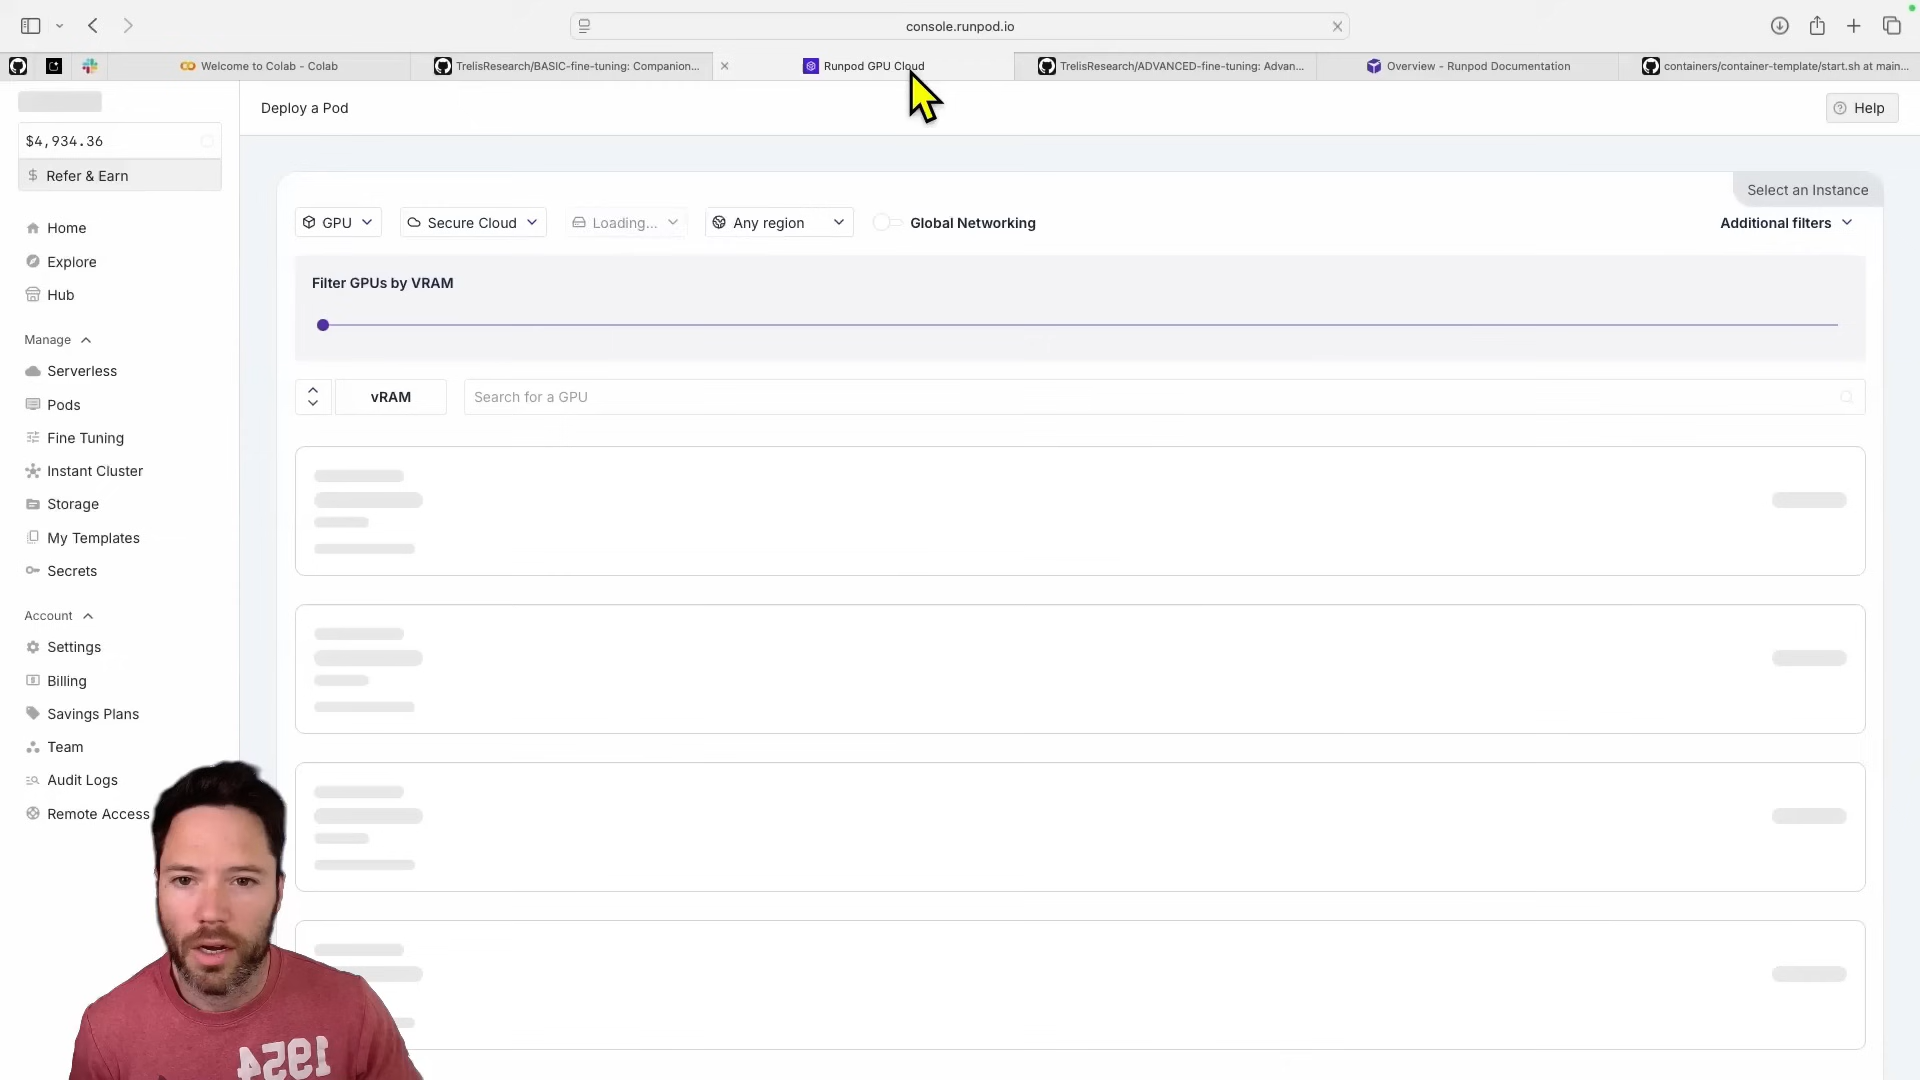 console.runpod.io
Welcome to Colab - Colab
TrelisResearch/BASIC-fine-tuning: Companion...
Runpod GPU Cloud
TrelisResearch/ADVANCED-fine-tuning: Advan...
Overview - Runpod Documentation
containers/container-template/start.sh at main...
Deploy a Pod
Help
$4,934.36
$ Refer & Earn
Select an Instance
GPU
Secure Cloud
Loading...
Any region
Global Networking
Additional filters
Filter GPUs by VRAM
vRAM
Search for a GPU
Home
Explore
Hub
Manage
Serverless
Pods
Fine Tuning
Instant Cluster
Storage
My Templates
Secrets
Account
Settings
Billing
Savings Plans
Team
Audit Logs
Remote Access
1954